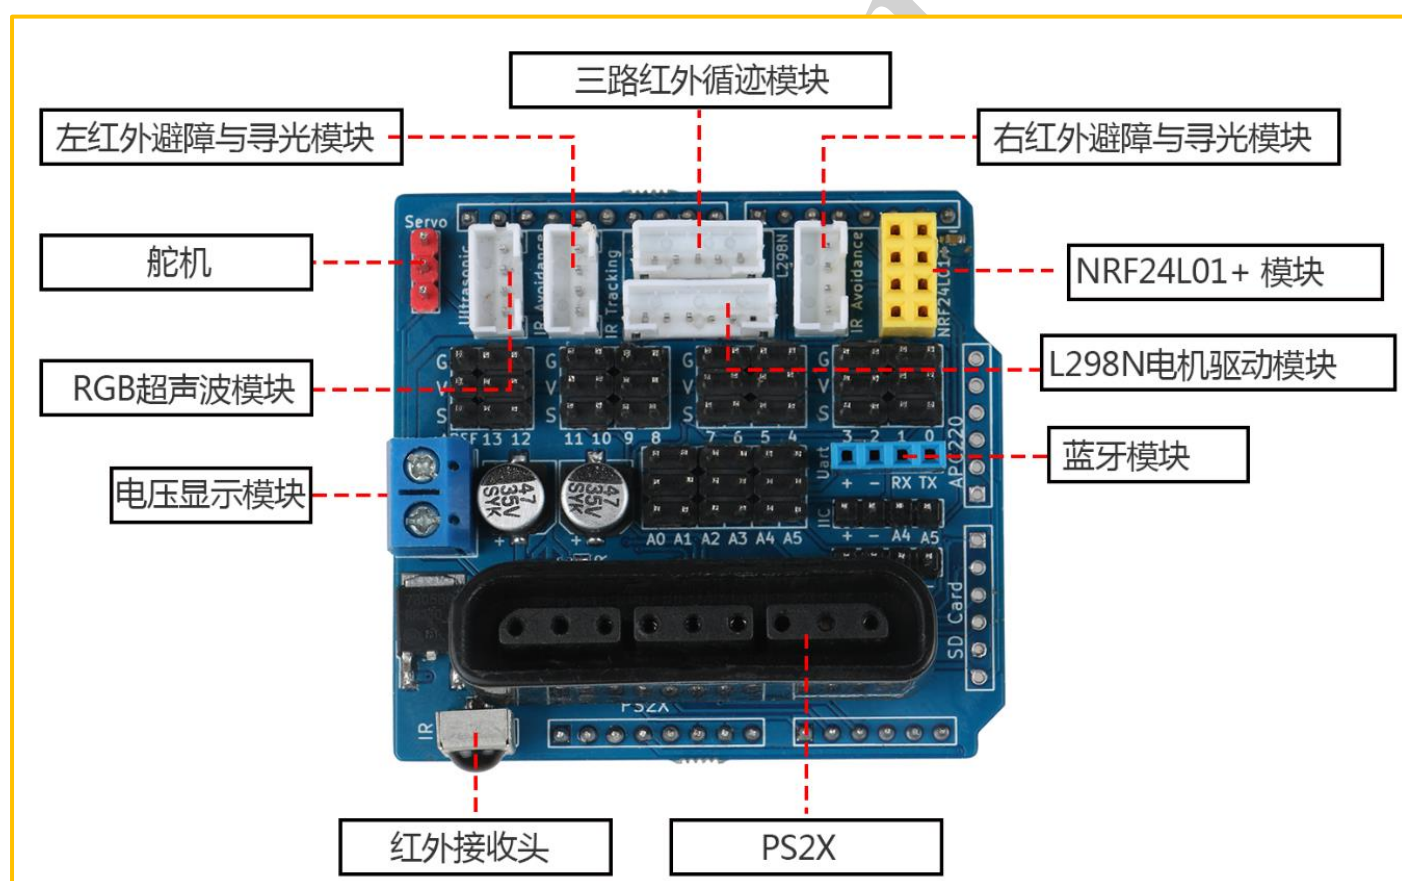 三路红外循迹模块
左红外避障与寻光模块
右红外避障与寻光模块
舵机
NRF24L01+ 模块
RGB超声波模块
L298N电机驱动模块
电压显示模块
蓝牙模块
红外接收头
PS2X
Servo
Ultrasonic
IR Avoidance
IR Tracking
L298N
IR Avoidance
NRF24L01+
G
V
S
G
V
S
G
V
S
G
V
S
REF 13 12
11 10 9 8
7 6 5 4
3 2 1 0
Uart
+ − RX TX
APC220
47
35V
SYK
47
35V
SYK
+
+
A0 A1 A2 A3 A4 A5
IIC
+ − A4 A5
SD Card
IR
PS2X